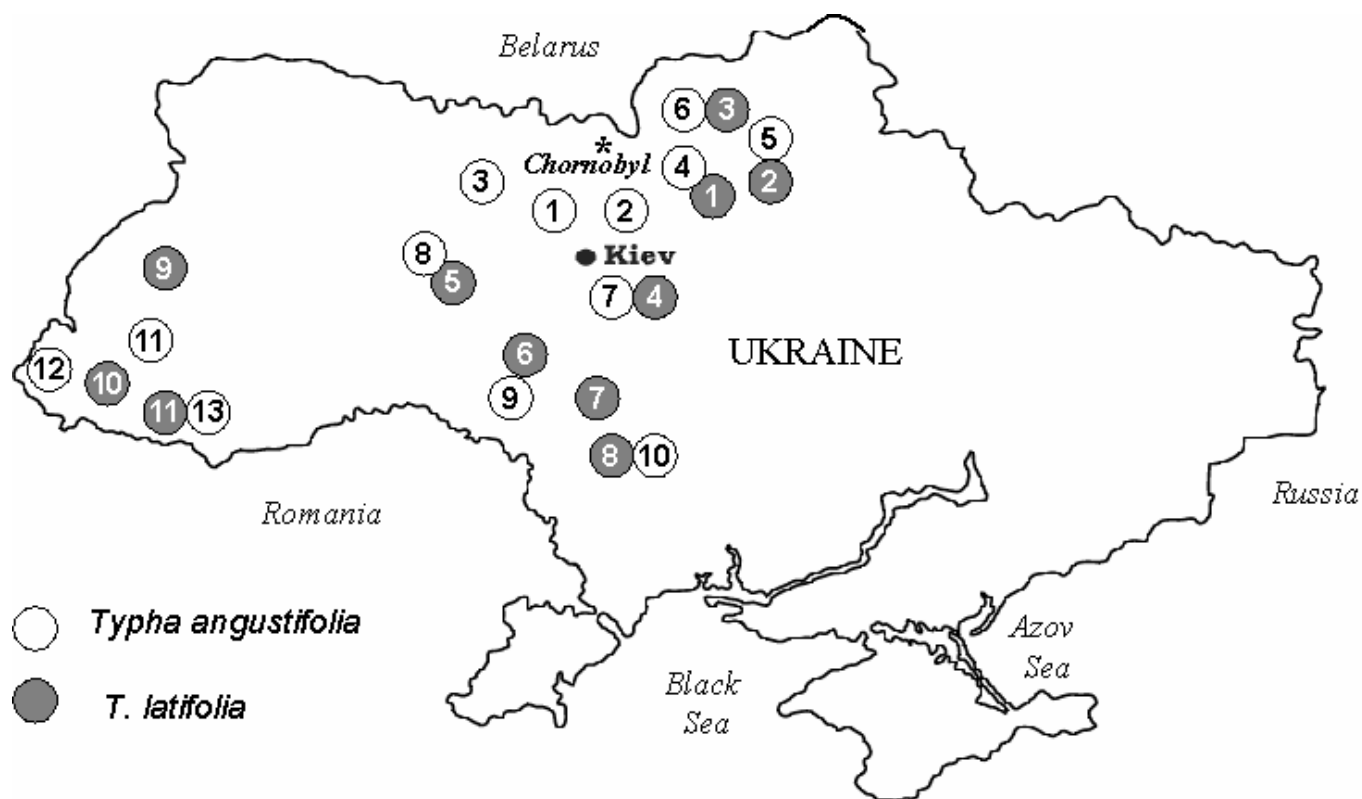 Belarus
6 3
5
*
Chornobyl
4
3
1 2
1 2
8
Kiev
9
5
7 4
11
6
UKRAINE
12
10
9
7
11 13
8 10
Romania
Russia
Typha angustifolia
Azov
Sea
Black
Sea
T. latifolia